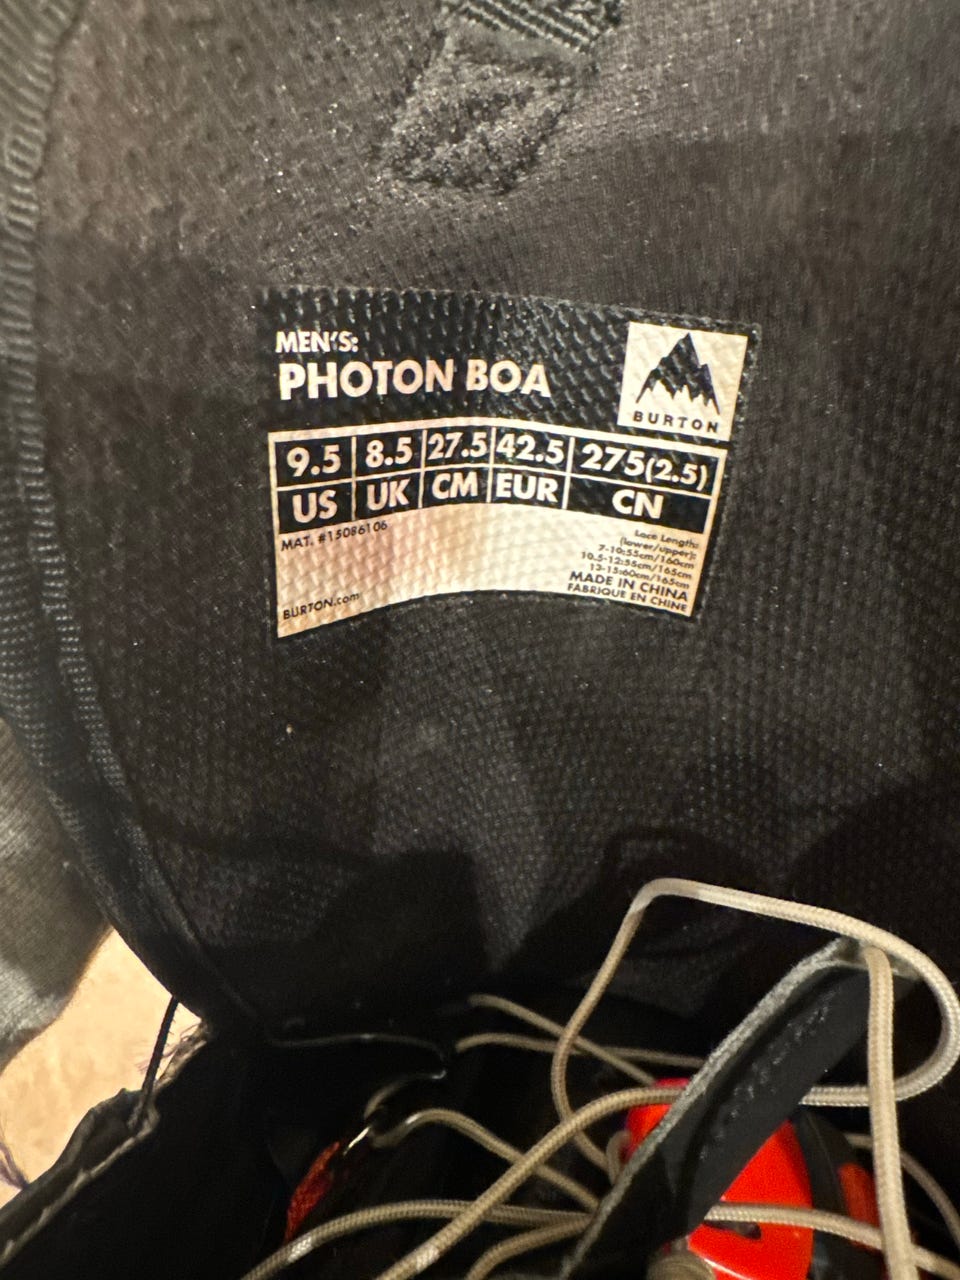 MEN'S:
PHOTON BOA
BURTON
9.5 8.5 27.5 42.5 275(2.5)
US UK CM EUR CN
MAT. #15086106
Lace Length:
(lower/upper):
7-10:55cm/160cm
10.5-12:55cm/165cm
13-15:60cm/165cm
MADE IN CHINA
FABRIQUE EN CHINE
BURTON.com